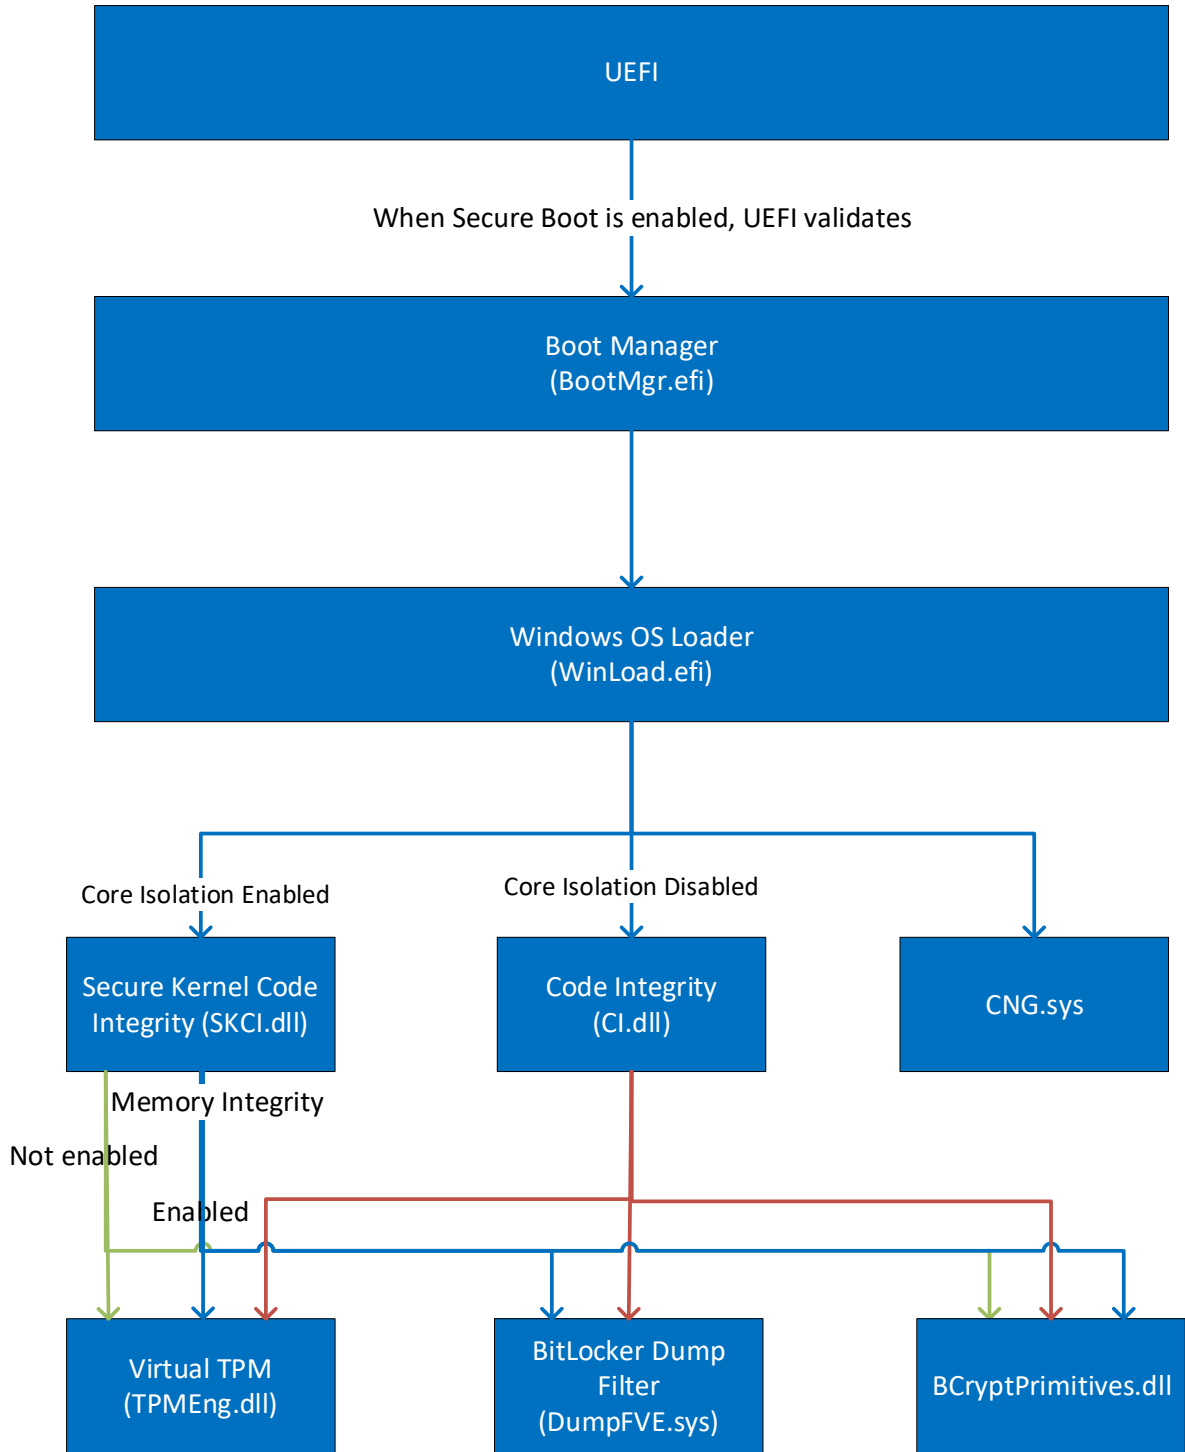 UEFI
When Secure Boot is enabled, UEFI validates
Boot Manager
(BootMgr.efi)
Windows OS Loader
(WinLoad.efi)
Core Isolation Enabled
Core Isolation Disabled
Secure Kernel Code
Integrity (SKCI.dll)
Code Integrity
(CI.dll)
CNG.sys
Memory Integrity
Not enabled
Enabled
Virtual TPM
(TPMEng.dll)
BitLocker Dump
Filter
(DumpFVE.sys)
BCryptPrimitives.dll